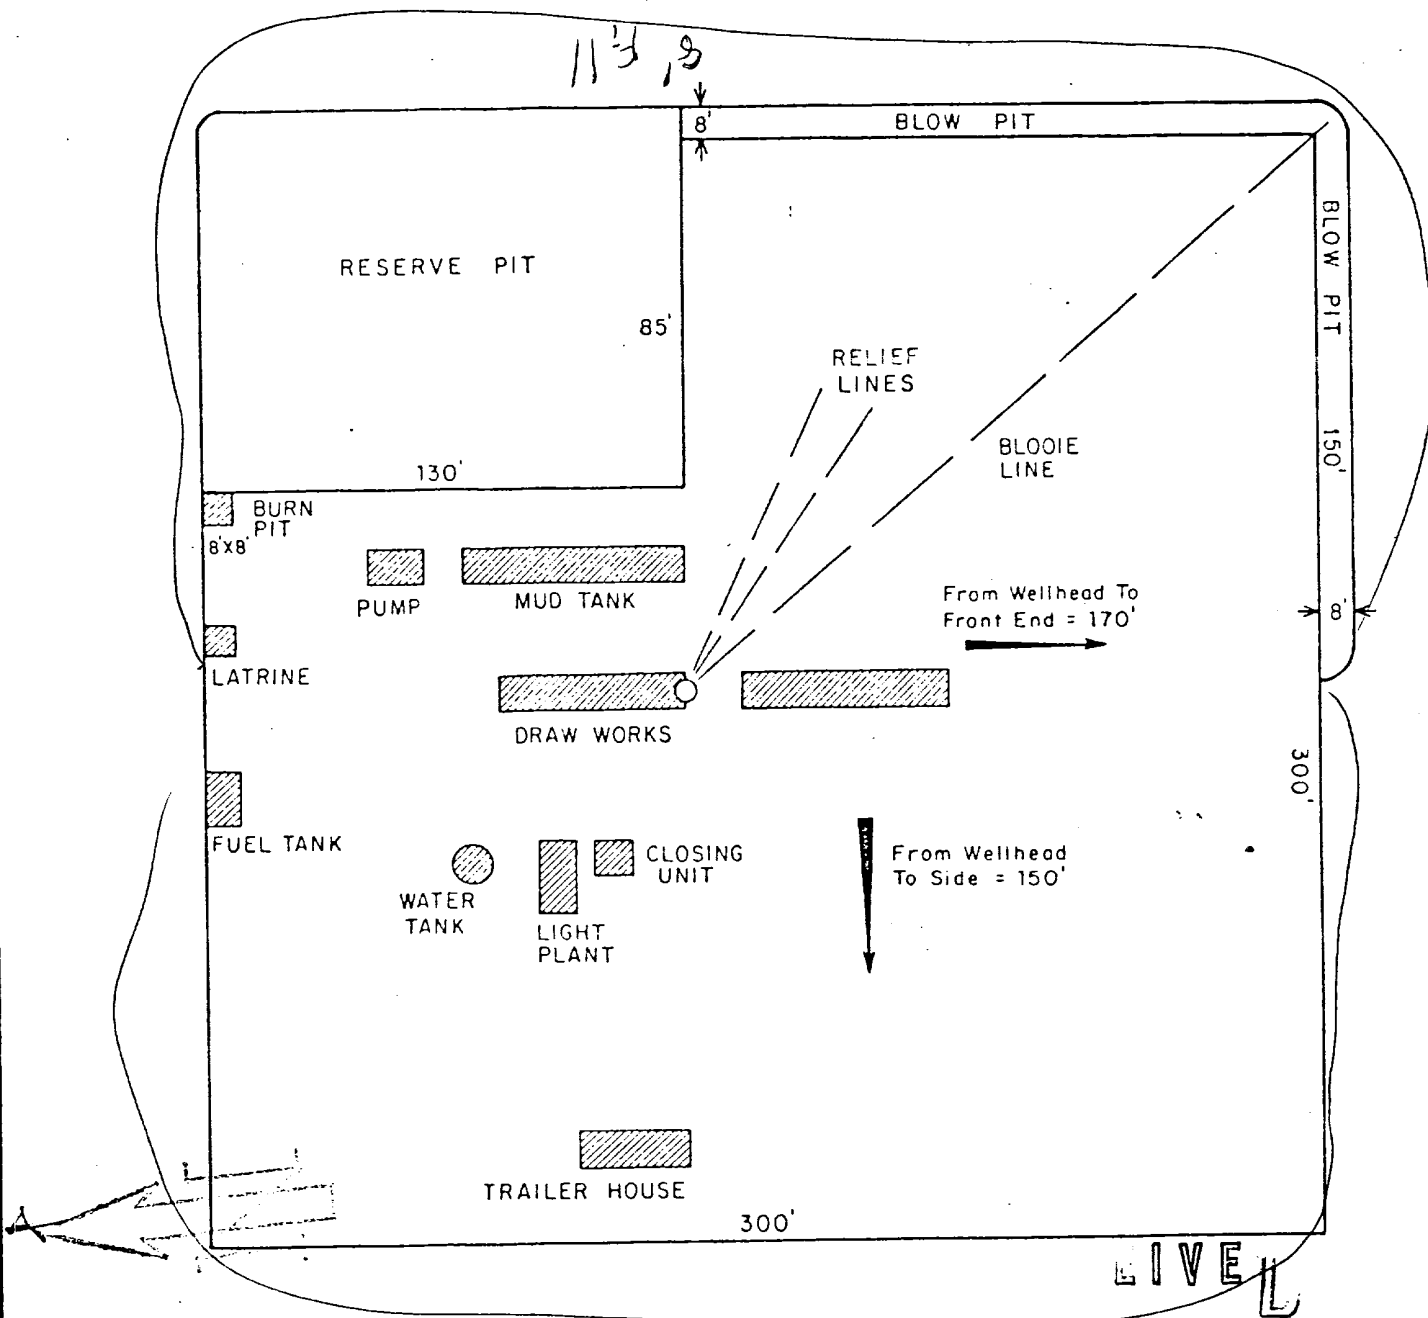 8'
BLOW PIT
BLOW PIT
RESERVE PIT
85'
RELIEF
LINES
BLOOIE
LINE
150'
130'
BURN
PIT
8'X8'
PUMP
MUD TANK
From Wellhead To
Front End = 170'
8'
LATRINE
DRAW WORKS
300'
FUEL TANK
WATER
TANK
LIGHT
PLANT
CLOSING
UNIT
From Wellhead
To Side = 150'
TRAILER HOUSE
300'